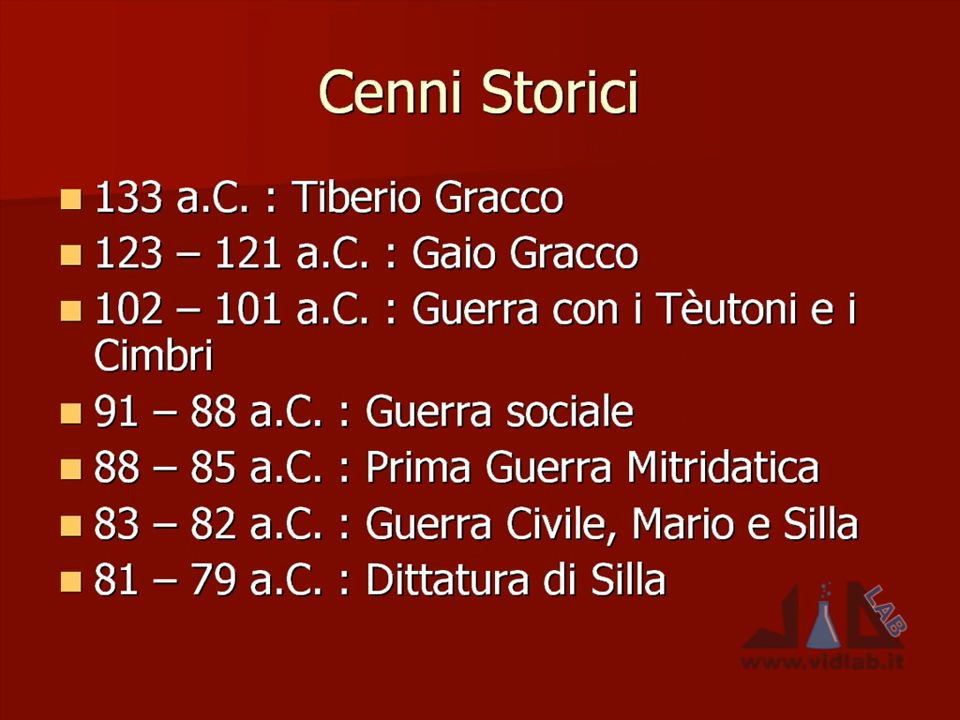 Cenni Storici
133 a.C. : Tiberio Gracco
123 – 121 a.C. : Gaio Gracco
102 – 101 a.C. : Guerra con i Tèutoni e i
Cimbri
91 – 88 a.C. : Guerra sociale
88 – 85 a.C. : Prima Guerra Mitridatica
83 – 82 a.C. : Guerra Civile, Mario e Silla
81 – 79 a.C. : Dittatura di Silla
LAB
www.vidlab.it